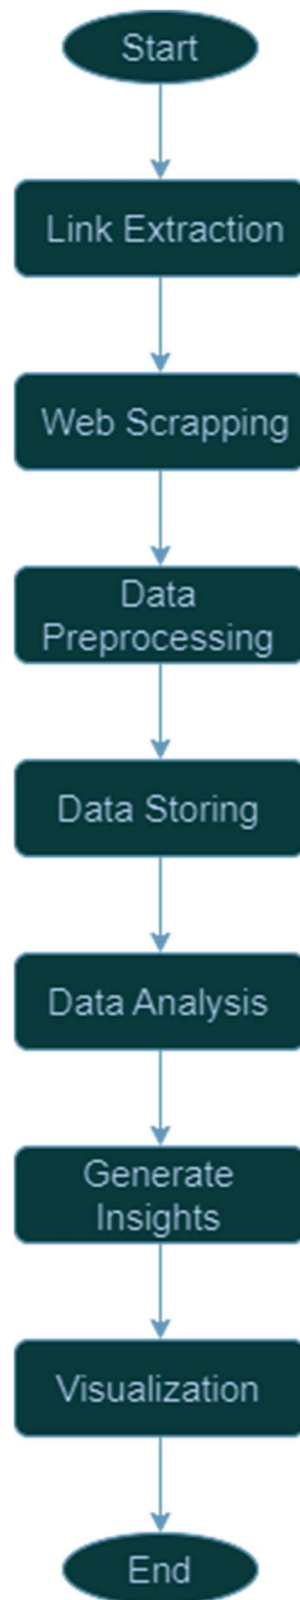 Start
Link Extraction
Web Scrapping
Data
Preprocessing
Data Storing
Data Analysis
Generate
Insights
Visualization
End